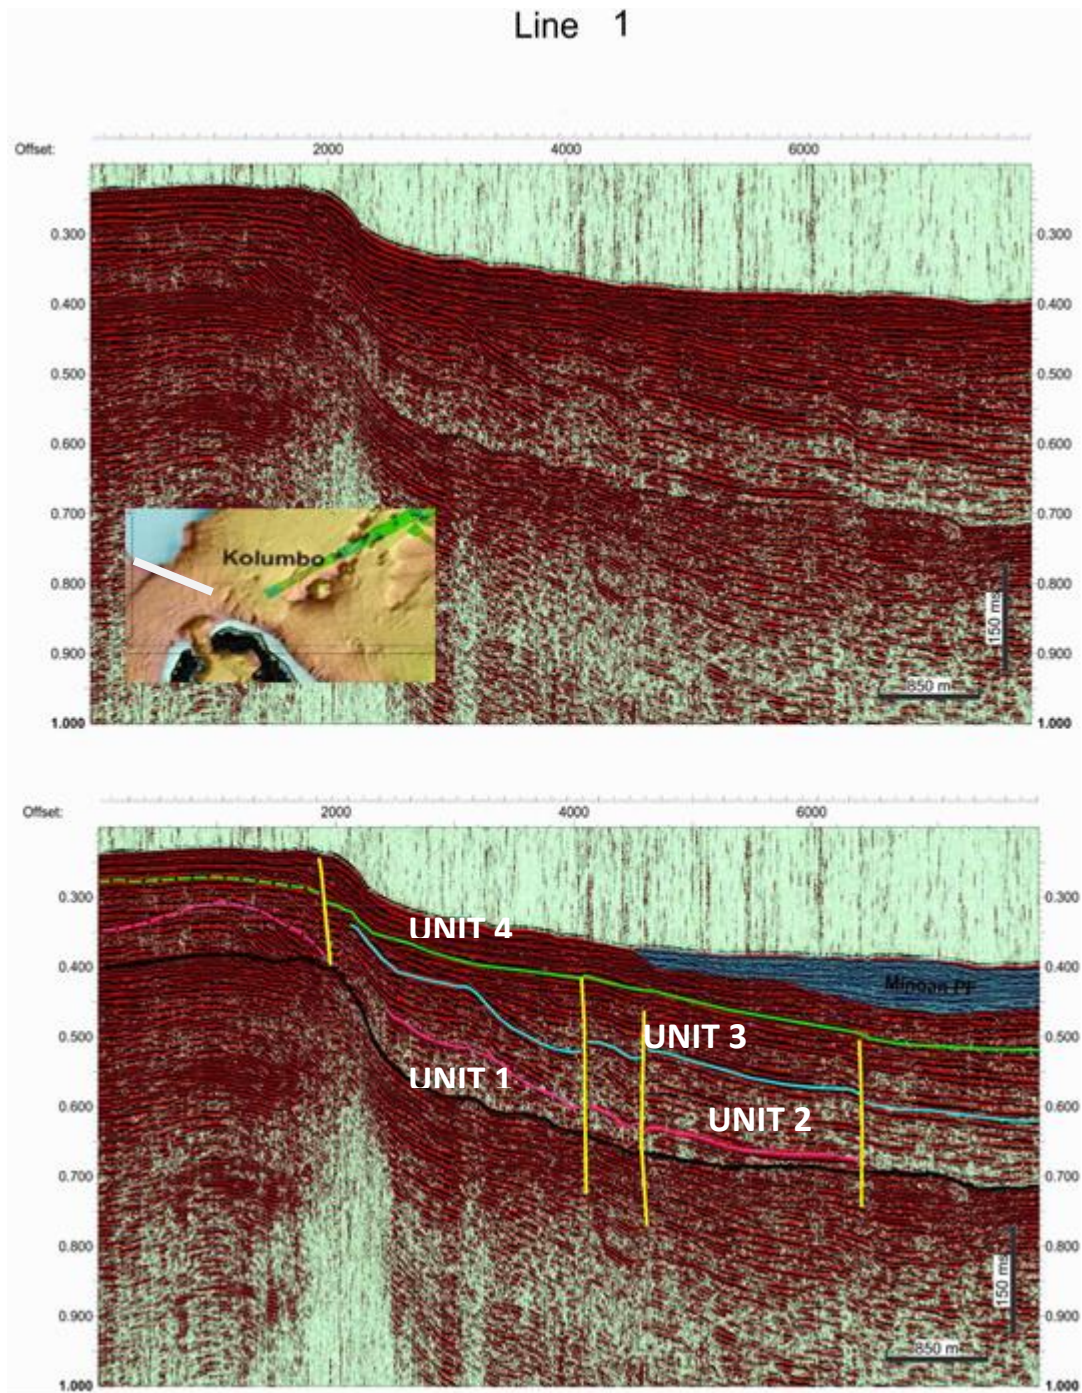 Line 1
Offset: 2000 4000 6000
0.300 0.300
0.400 0.400
0.500 0.500
0.600 0.600
0.700 0.700
Kolumbo
0.800 0.800
150 ms
0.900 0.900
850 m
1.000 1.000
Offset: 2000 4000 6000
0.300 0.300
UNIT 4
0.400 0.400
Minoan PF
0.500 0.500
UNIT 3
UNIT 1
0.600 0.600
UNIT 2
0.700 0.700
0.800 0.800
150 ms
0.900 0.900
850 m
1.000 1.000